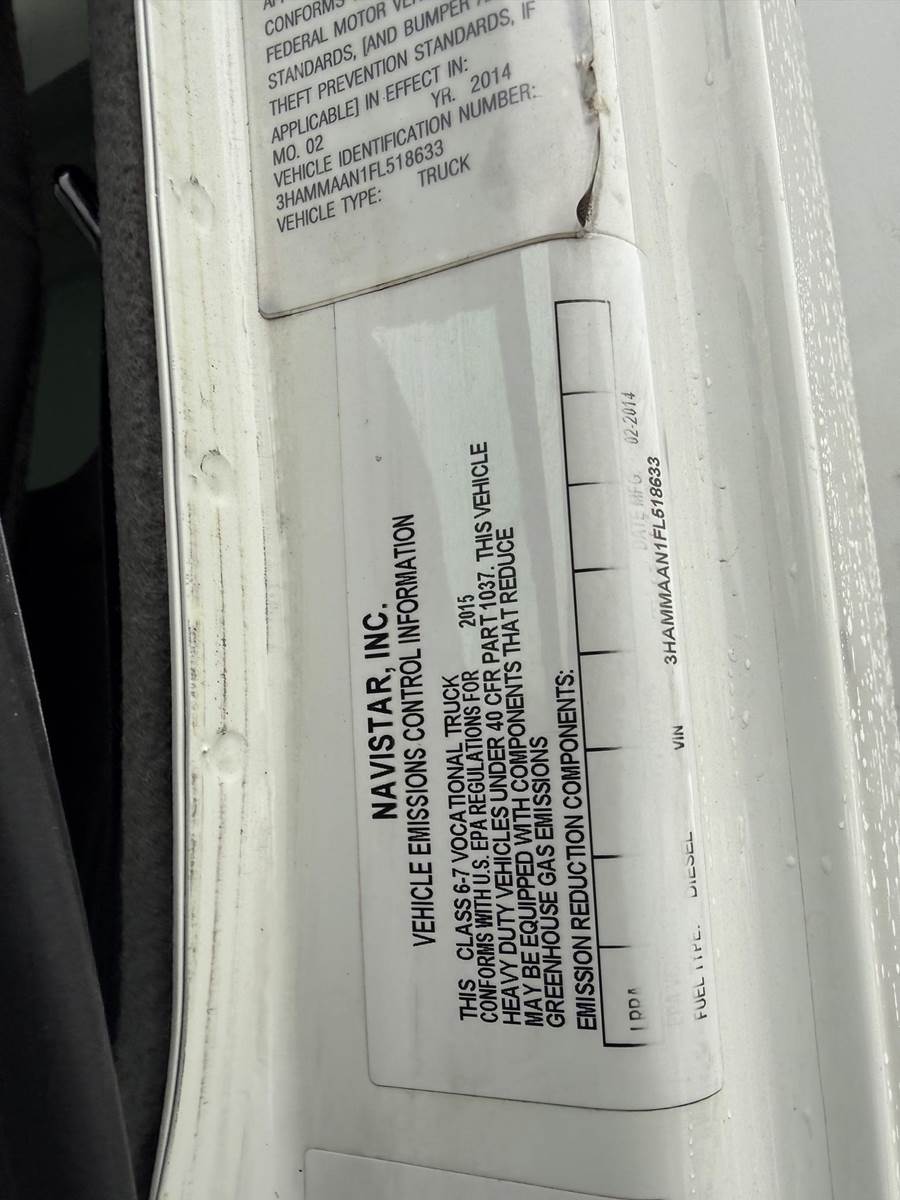 CONFORMS
FEDERAL MOTOR
STANDARDS, [AND BUMPER
THEFT PREVENTION STANDARDS, IF
APPLICABLE] IN EFFECT IN:
MO. 02 YR. 2014
VEHICLE IDENTIFICATION NUMBER:
3HAMMAAN1FL518633
VEHICLE TYPE: TRUCK
NAVISTAR, INC.
VEHICLE EMISSIONS CONTROL INFORMATION
THIS CLASS 6-7 VOCATIONAL TRUCK
CONFORMS WITH U.S. EPA REGULATIONS FOR 2015
HEAVY DUTY VEHICLES UNDER 40 CFR PART 1037. THIS VEHICLE
MAY BE EQUIPPED WITH COMPONENTS THAT REDUCE
GREENHOUSE GAS EMISSIONS
EMISSION REDUCTION COMPONENTS:
DATE MFG. 02-2014
VIN 3HAMMAAN1FL518633
FUEL TYPE: DIESEL